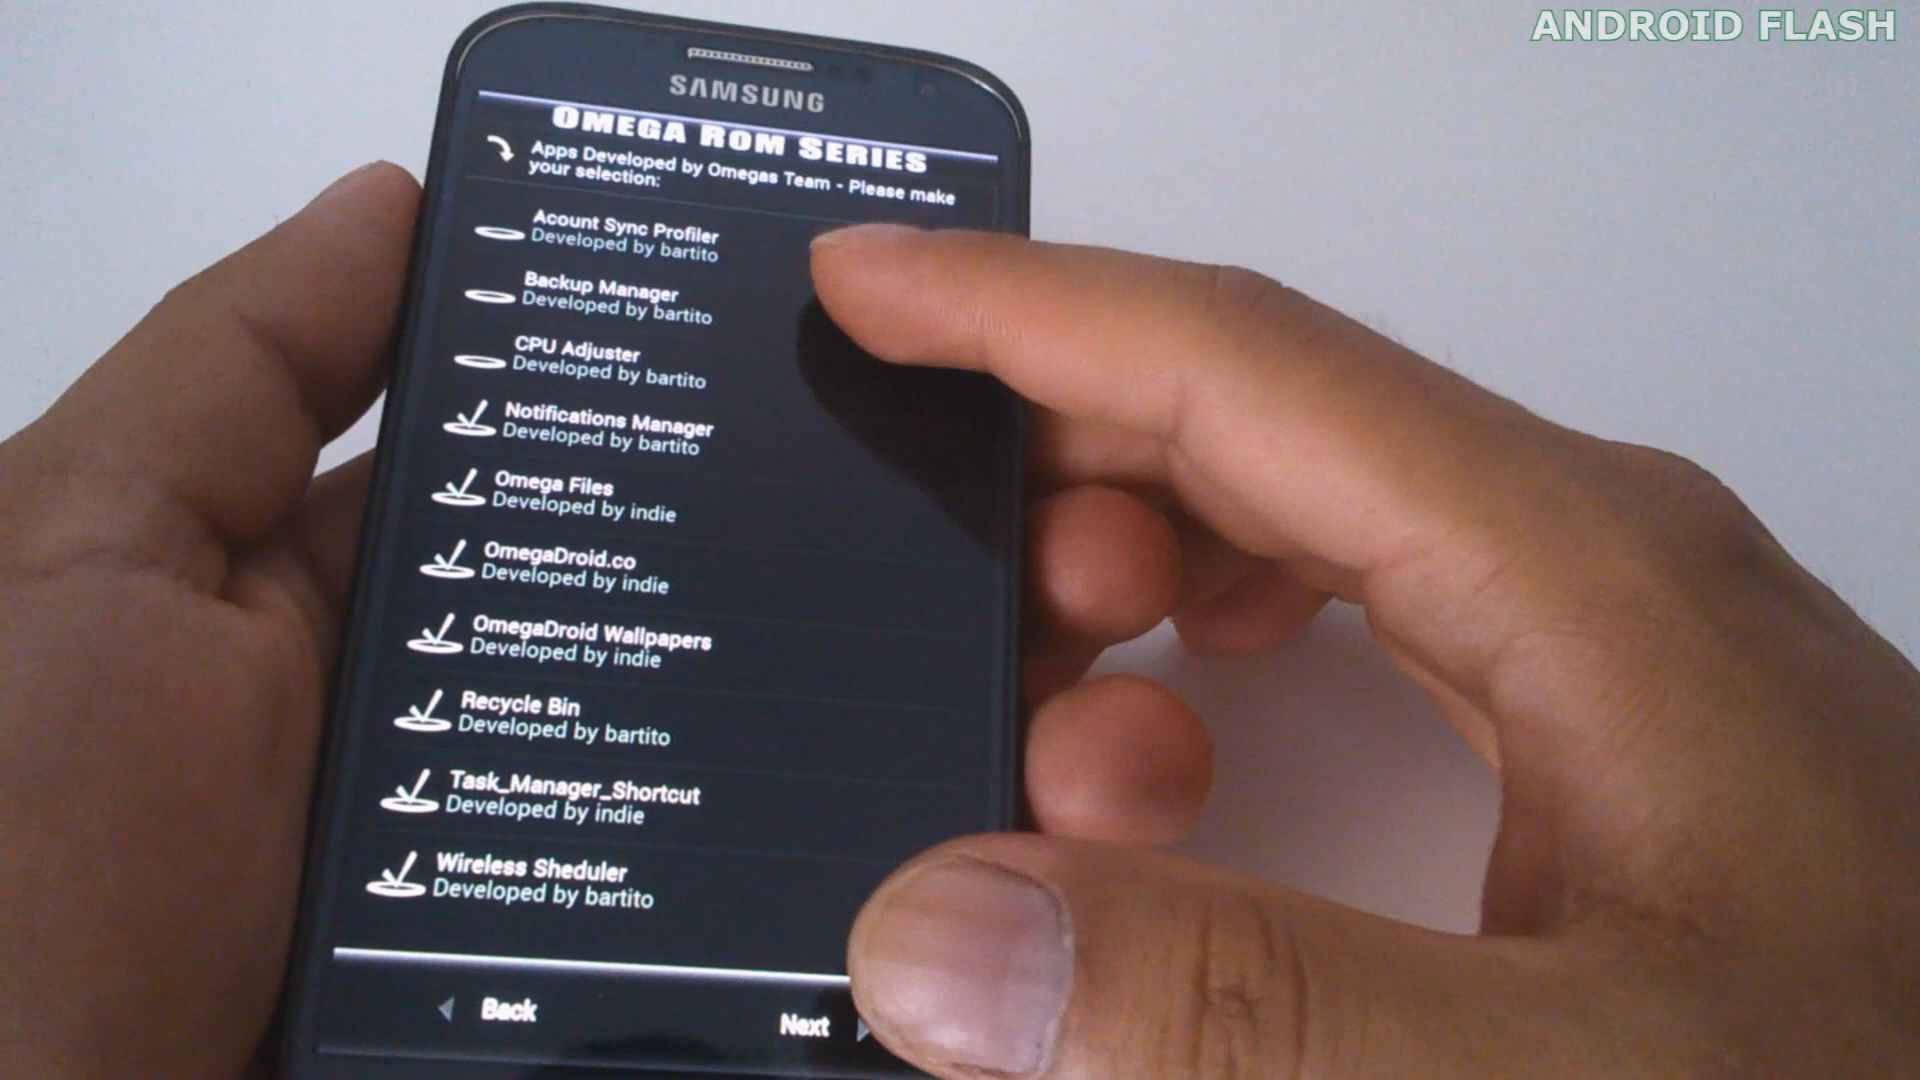 ANDROID FLASH
SAMSUNG
OMEGA ROM SERIES
Apps Developed by Omegas Team - Please make
your selection:
Acount Sync Profiler
Developed by bartito
Backup Manager
Developed by bartito
CPU Adjuster
Developed by bartito
Notifications Manager
Developed by bartito
Omega Files
Developed by indie
OmegaDroid.co
Developed by indie
OmegaDroid Wallpapers
Developed by indie
Recycle Bin
Developed by bartito
Task_Manager_Shortcut
Developed by indie
Wireless Sheduler
Developed by bartito
Back
Next